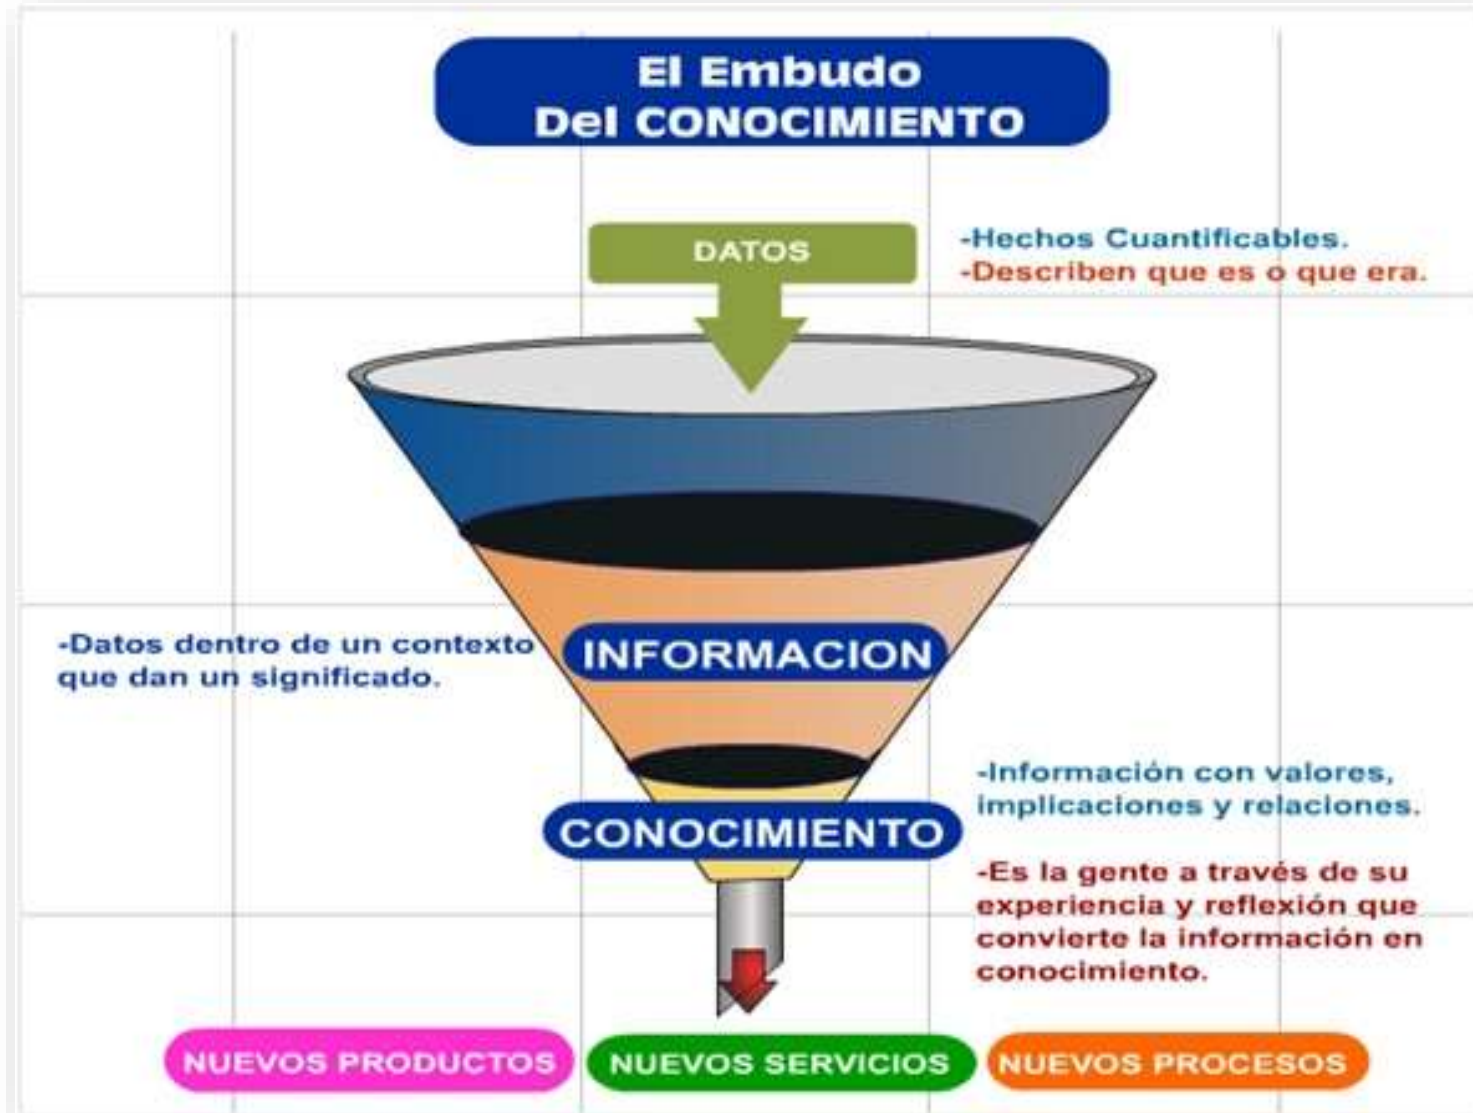 El Embudo
Del CONOCIMIENTO
DATOS
-Hechos Cuantificables.
-Describen que es o que era.
-Datos dentro de un contexto
que dan un significado.
INFORMACION
CONOCIMIENTO
-Información con valores,
implicaciones y relaciones.
-Es la gente a través de su
experiencia y reflexión que
convierte la información en
conocimiento.
NUEVOS PRODUCTOS
NUEVOS SERVICIOS
NUEVOS PROCESOS